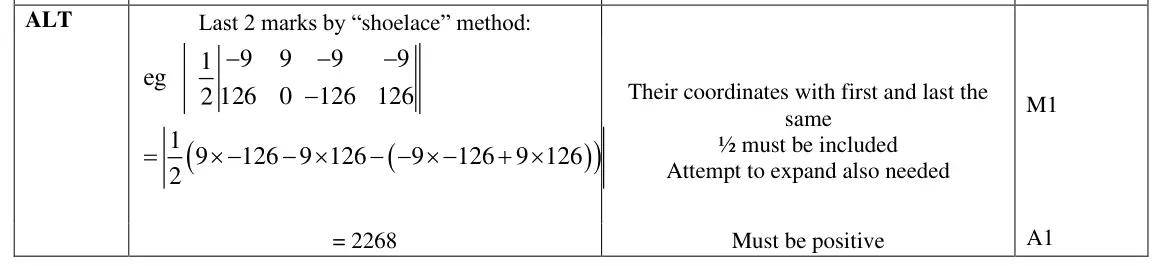 ALT
Last 2 marks by “shoelace” method:
eg | 1/2 | −9 9 −9 −9
126 0 −126 126 ||
= | 1/2 (9×−126−9×126−(−9×−126+9×126)) |
= 2268
Their coordinates with first and last the
same
½ must be included
Attempt to expand also needed
Must be positive
M1
A1